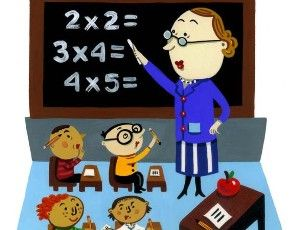 2x2=
3x4=
4x5=